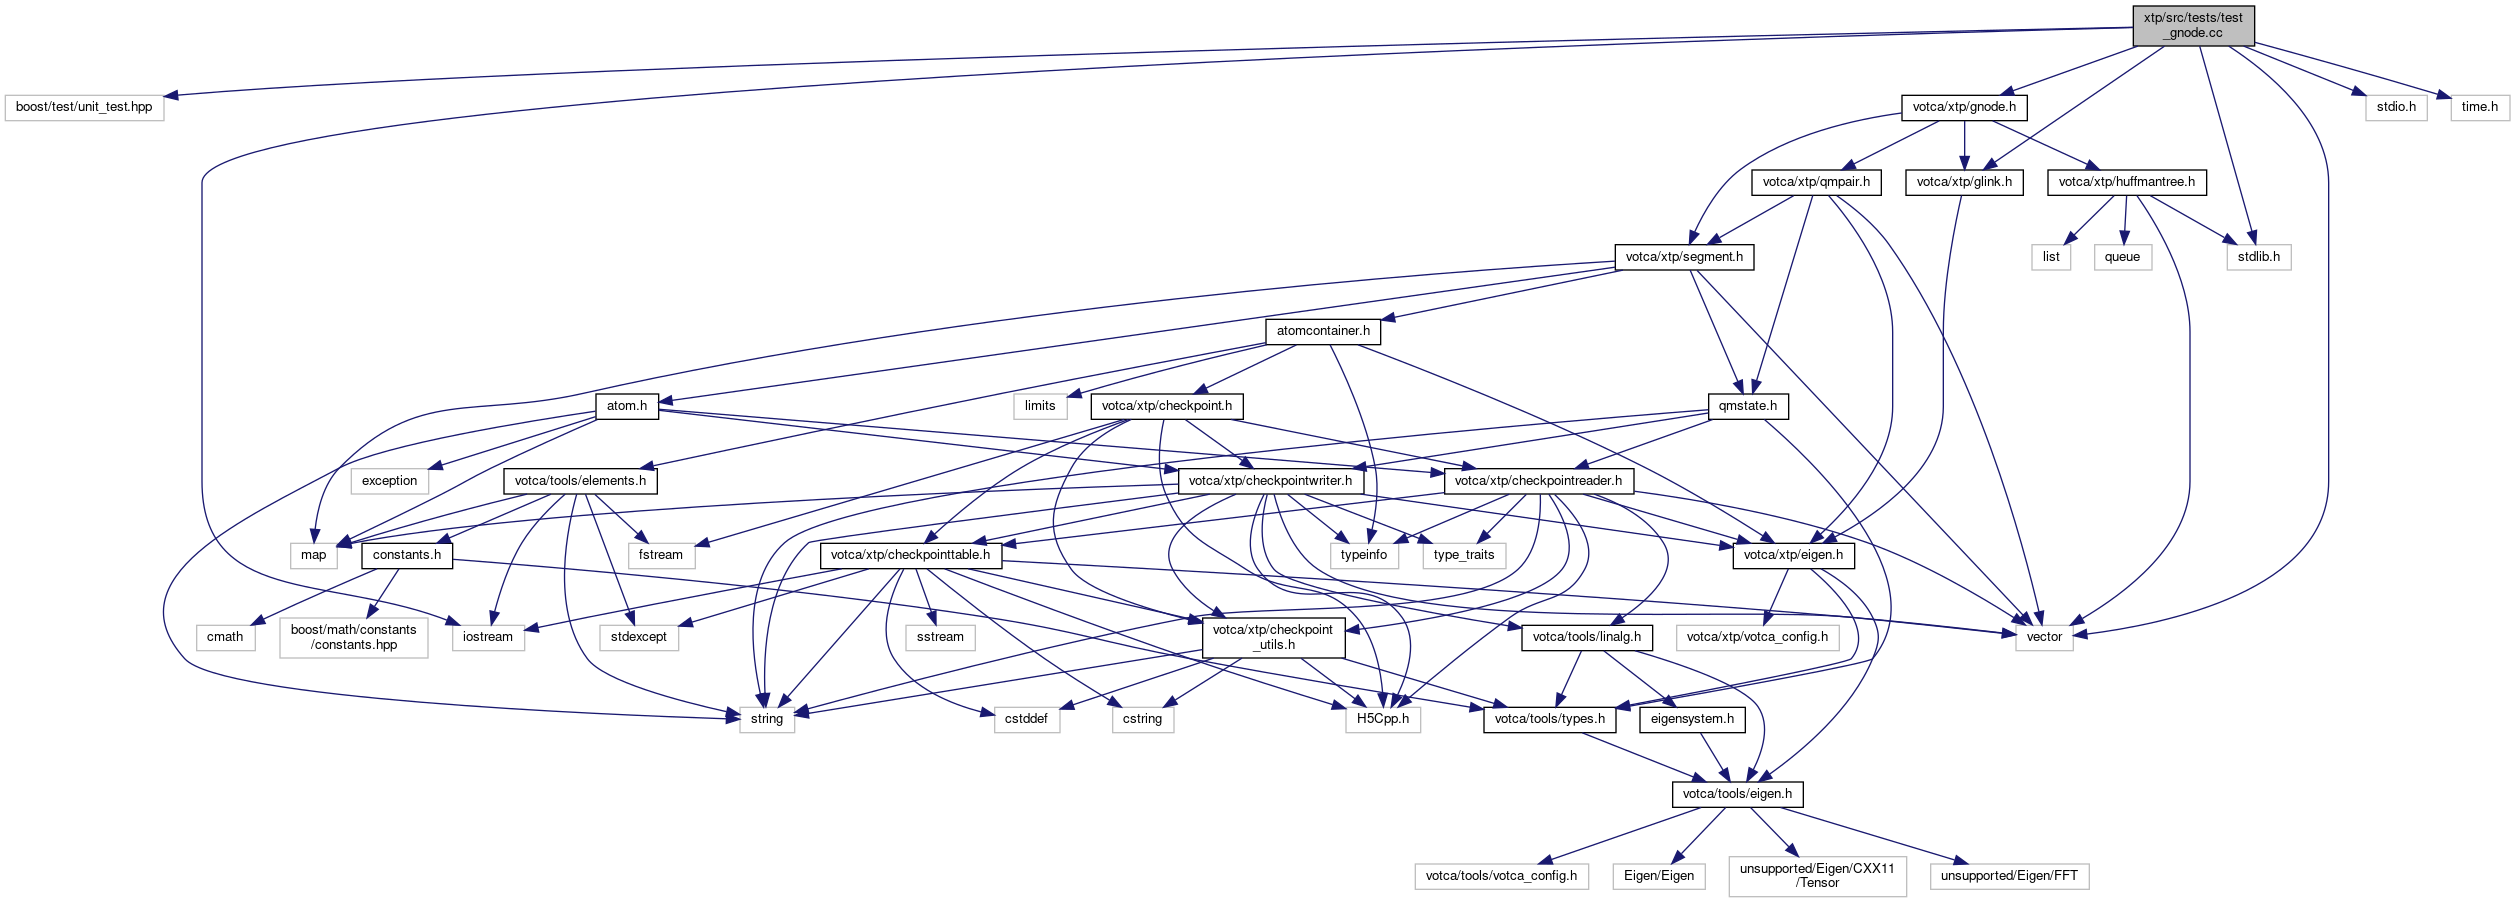 xtp/src/tests/test
_gnode.cc
boost/test/unit_test.hpp
votca/xtp/gnode.h
stdio.h
time.h
votca/xtp/qmpair.h
votca/xtp/glink.h
votca/xtp/huffmantree.h
votca/xtp/segment.h
list
queue
stdlib.h
atomcontainer.h
atom.h
limits
votca/xtp/checkpoint.h
qmstate.h
exception
votca/tools/elements.h
votca/xtp/checkpointwriter.h
votca/xtp/checkpointreader.h
map
constants.h
fstream
votca/xtp/checkpointtable.h
typeinfo
type_traits
votca/xtp/eigen.h
cmath
boost/math/constants
/constants.hpp
iostream
stdexcept
sstream
votca/xtp/checkpoint
_utils.h
votca/tools/linalg.h
votca/xtp/votca_config.h
vector
string
cstddef
cstring
H5Cpp.h
votca/tools/types.h
eigensystem.h
votca/tools/eigen.h
votca/tools/votca_config.h
Eigen/Eigen
unsupported/Eigen/CXX11
/Tensor
unsupported/Eigen/FFT